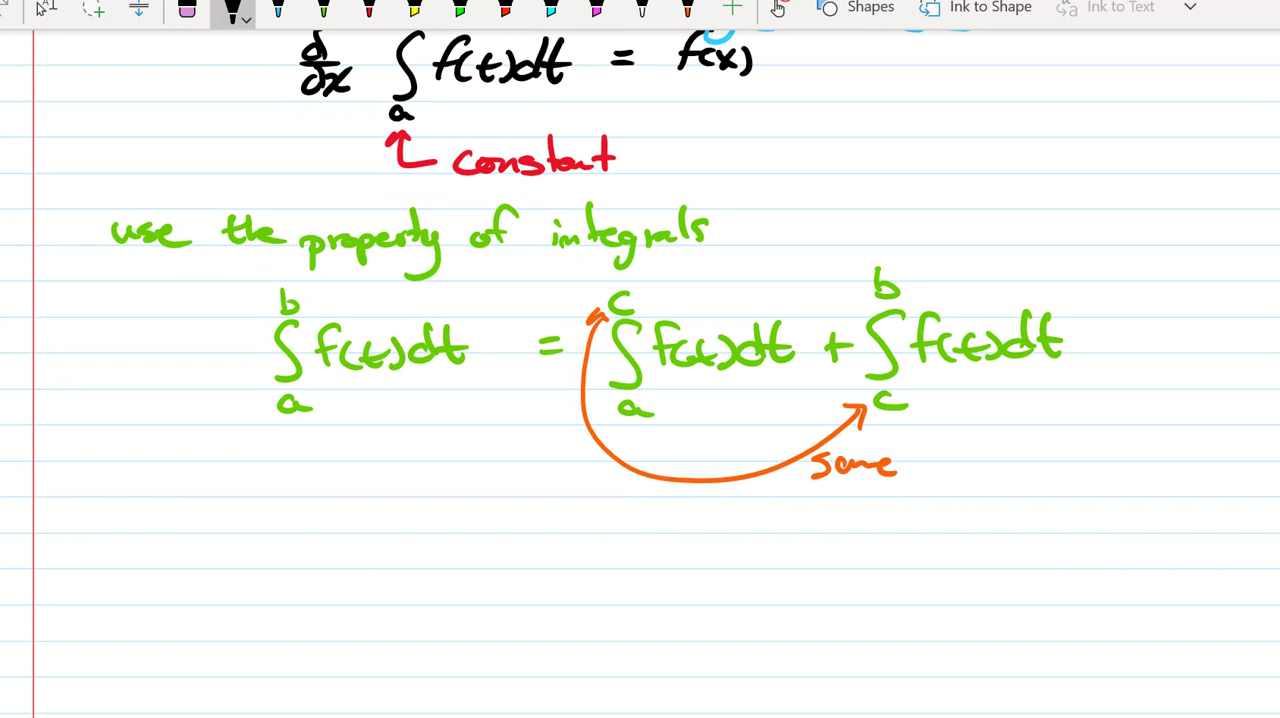 Shapes Ink to Shape Ink to Text
d/dx ∫_a f(t)dt = f(x)
constant
use the property of integrals
∫_a^b f(t)dt = ∫_a^c f(t)dt + ∫_c^b f(t)dt
same